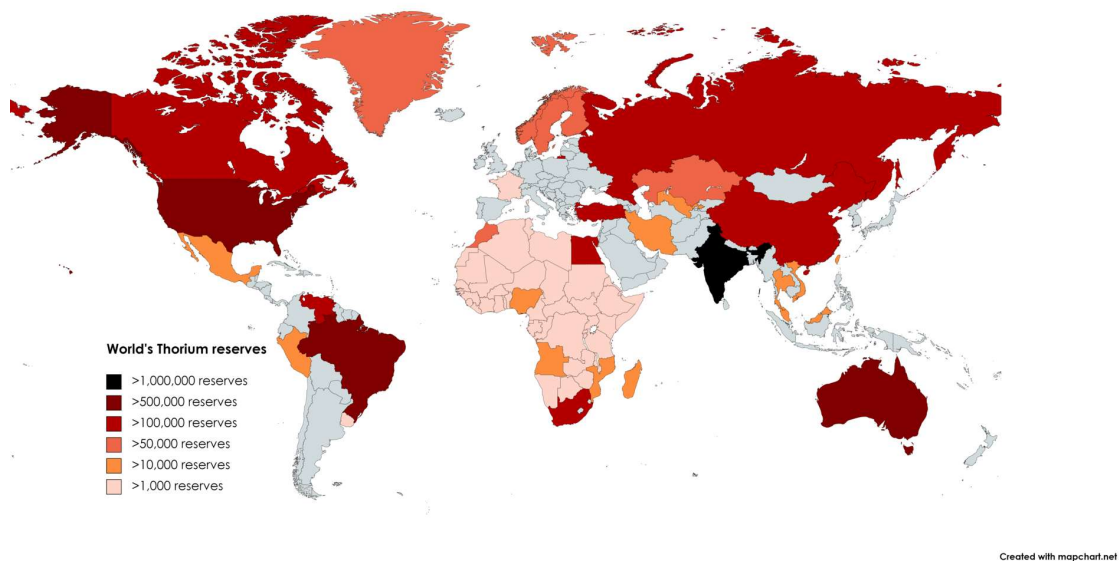 World's Thorium reserves
>1,000,000 reserves
>500,000 reserves
>100,000 reserves
>50,000 reserves
>10,000 reserves
>1,000 reserves
Created with mapchart.net